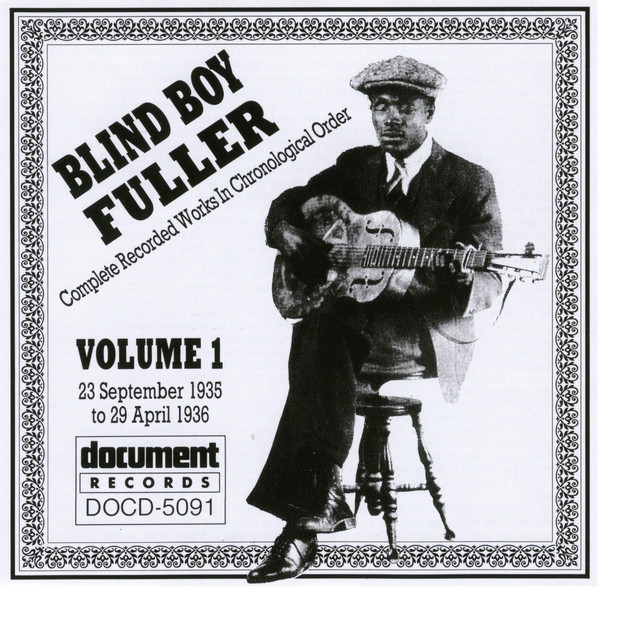 BLIND BOY
FULLER
Complete Recorded Works In Chronological Order
VOLUME 1
23 September 1935
to 29 April 1936
document
RECORDS
DOCD-5091